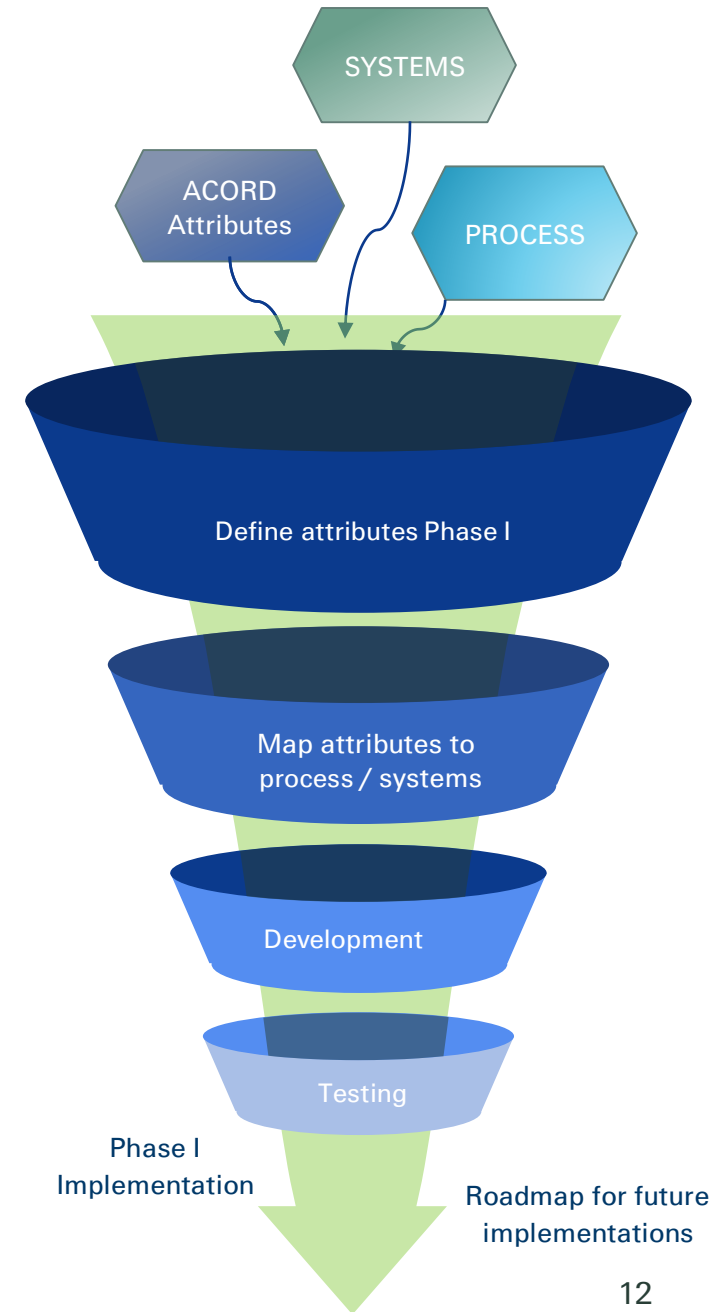 SYSTEMS
ACORD
Attributes
PROCESS
Define attributes Phase I
Map attributes to
process / systems
Development
Testing
Phase I
Implementation
Roadmap for future
implementations
12